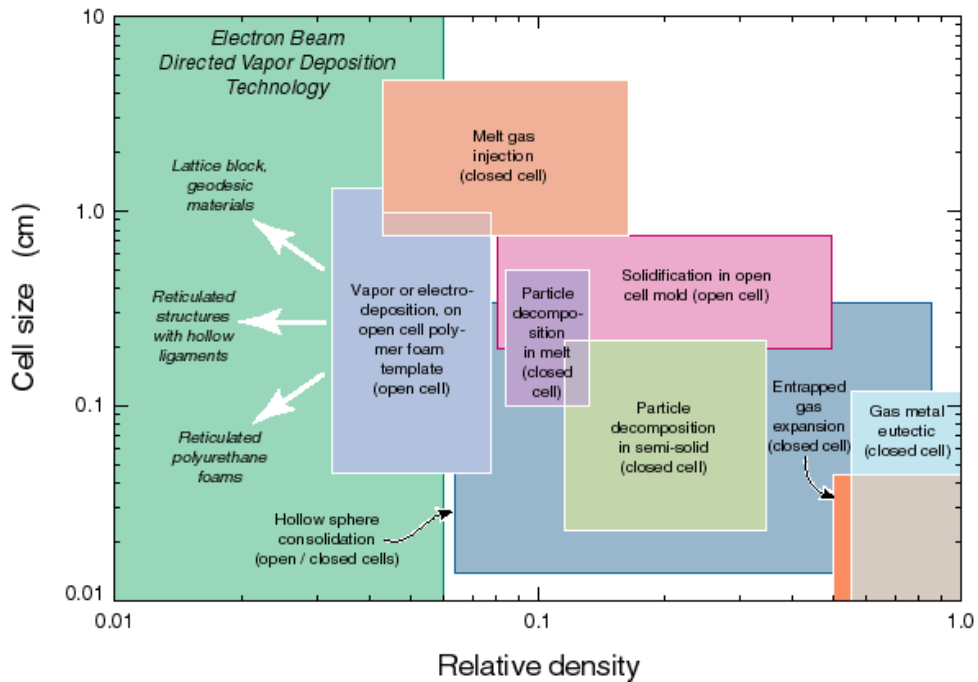 Electron Beam
Directed Vapor Deposition
Technology
Lattice block,
geodesic
materials
Reticulated
structures
with hollow
ligaments
Reticulated
polyurethane
foams
Melt gas
injection
(closed cell)
Vapor or electro-
deposition, on
open cell poly-
mer foam
template
(open cell)
Particle
decompo-
sition
in melt
(closed
cell)
Solidification in open
cell mold (open cell)
Particle
decomposition
in semi-solid
(closed cell)
Entrapped
gas
expansion
(closed cell)
Gas metal
eutectic
(closed cell)
Hollow sphere
consolidation
(open / closed cells)
Cell size (cm)
10
1.0
0.1
0.01
0.01
0.1
1.0
Relative density